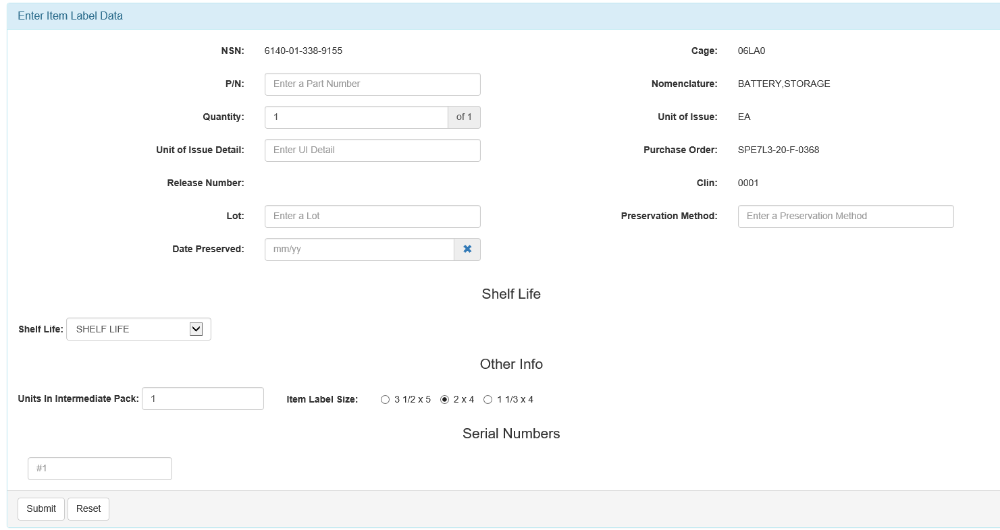 Enter Item Label Data
NSN: 6140-01-338-9155 Cage: 06LA0
P/N: Enter a Part Number Nomenclature: BATTERY,STORAGE
Quantity: 1 of 1 Unit of Issue: EA
Unit of Issue Detail: Enter UI Detail Purchase Order: SPE7L3-20-F-0368
Release Number: Clin: 0001
Lot: Enter a Lot Preservation Method: Enter a Preservation Method
Date Preserved: mm/yy
Shelf Life
Shelf Life: SHELF LIFE
Other Info
Units In Intermediate Pack: 1 Item Label Size: 3 1/2 x 5 2 x 4 1 1/3 x 4
Serial Numbers
#1
Submit Reset